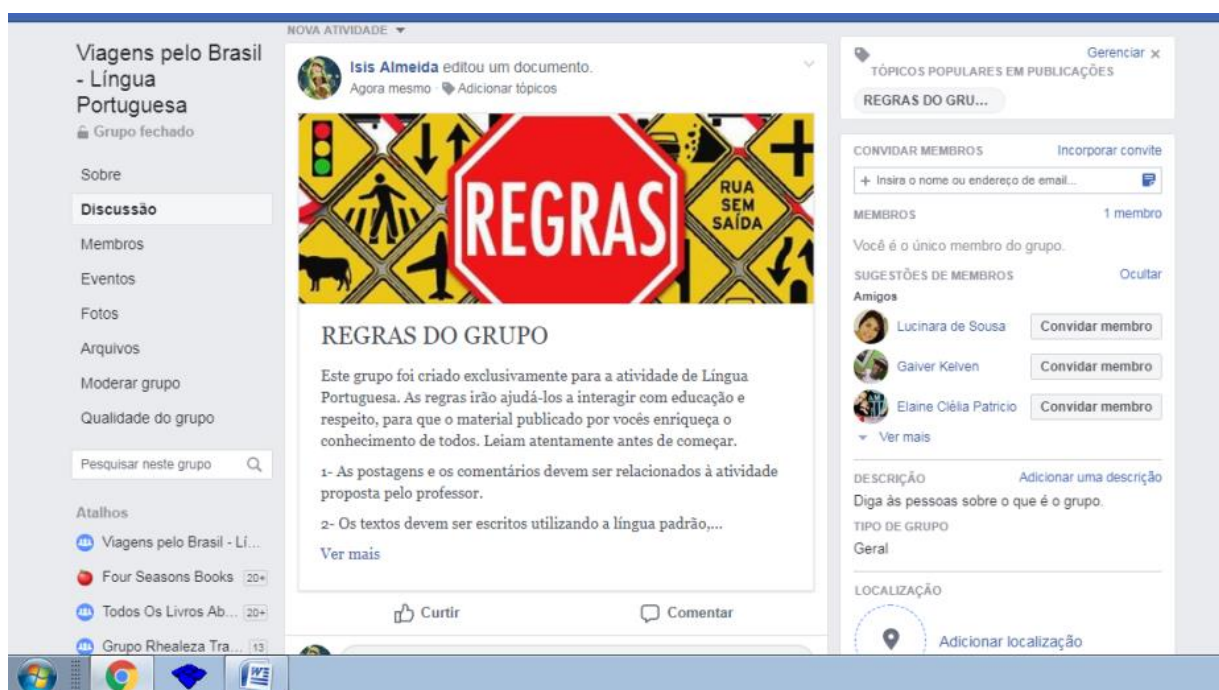 Viagens pelo Brasil
- Língua
Portuguesa
Grupo fechado
Sobre
Discussão
Membros
Eventos
Fotos
Arquivos
Moderar grupo
Qualidade do grupo
Pesquisar neste grupo
Atalhos
Viagens pelo Brasil - Lí...
Four Seasons Books 20+
Todos Os Livros Ab... 20+
Grupo Rhealeza Tra... 13
NOVA ATIVIDADE
Isis Almeida editou um documento.
Agora mesmo · Adicionar tópicos
REGRAS
RUA
SEM
SAÍDA
REGRAS DO GRUPO
Este grupo foi criado exclusivamente para a atividade de Língua
Portuguesa. As regras irão ajudá-los a interagir com educação e
respeito, para que o material publicado por vocês enriqueça o
conhecimento de todos. Leiam atentamente antes de começar.
1- As postagens e os comentários devem ser relacionados à atividade
proposta pelo professor.
2- Os textos devem ser escritos utilizando a língua padrão,...
Ver mais
Curtir Comentar
Gerenciar ×
TÓPICOS POPULARES EM PUBLICAÇÕES
REGRAS DO GRU...
CONVIDAR MEMBROS Incorporar convite
+ Insira o nome ou endereço de email...
MEMBROS 1 membro
Você é o único membro do grupo.
SUGESTÕES DE MEMBROS Ocultar
Amigos
Lucinara de Sousa Convidar membro
Galver Kelven Convidar membro
Elaine Clélia Patricio Convidar membro
Ver mais
DESCRIÇÃO Adicionar uma descrição
Diga às pessoas sobre o que é o grupo.
TIPO DE GRUPO
Geral
LOCALIZAÇÃO
Adicionar localização